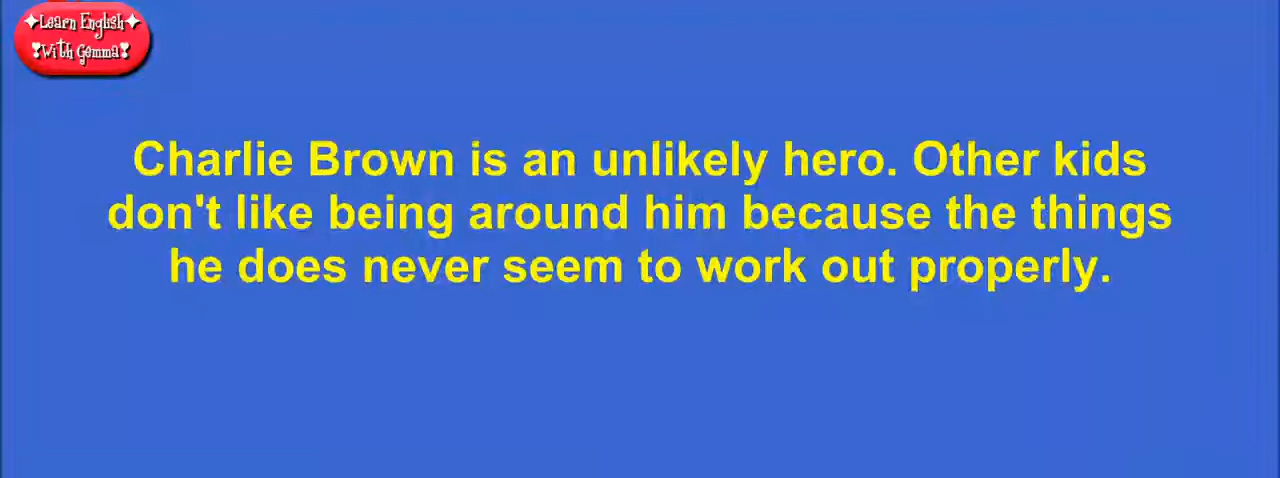 ✦Learn English✦
❣With Gemma❣
Charlie Brown is an unlikely hero. Other kids
don't like being around him because the things
he does never seem to work out properly.